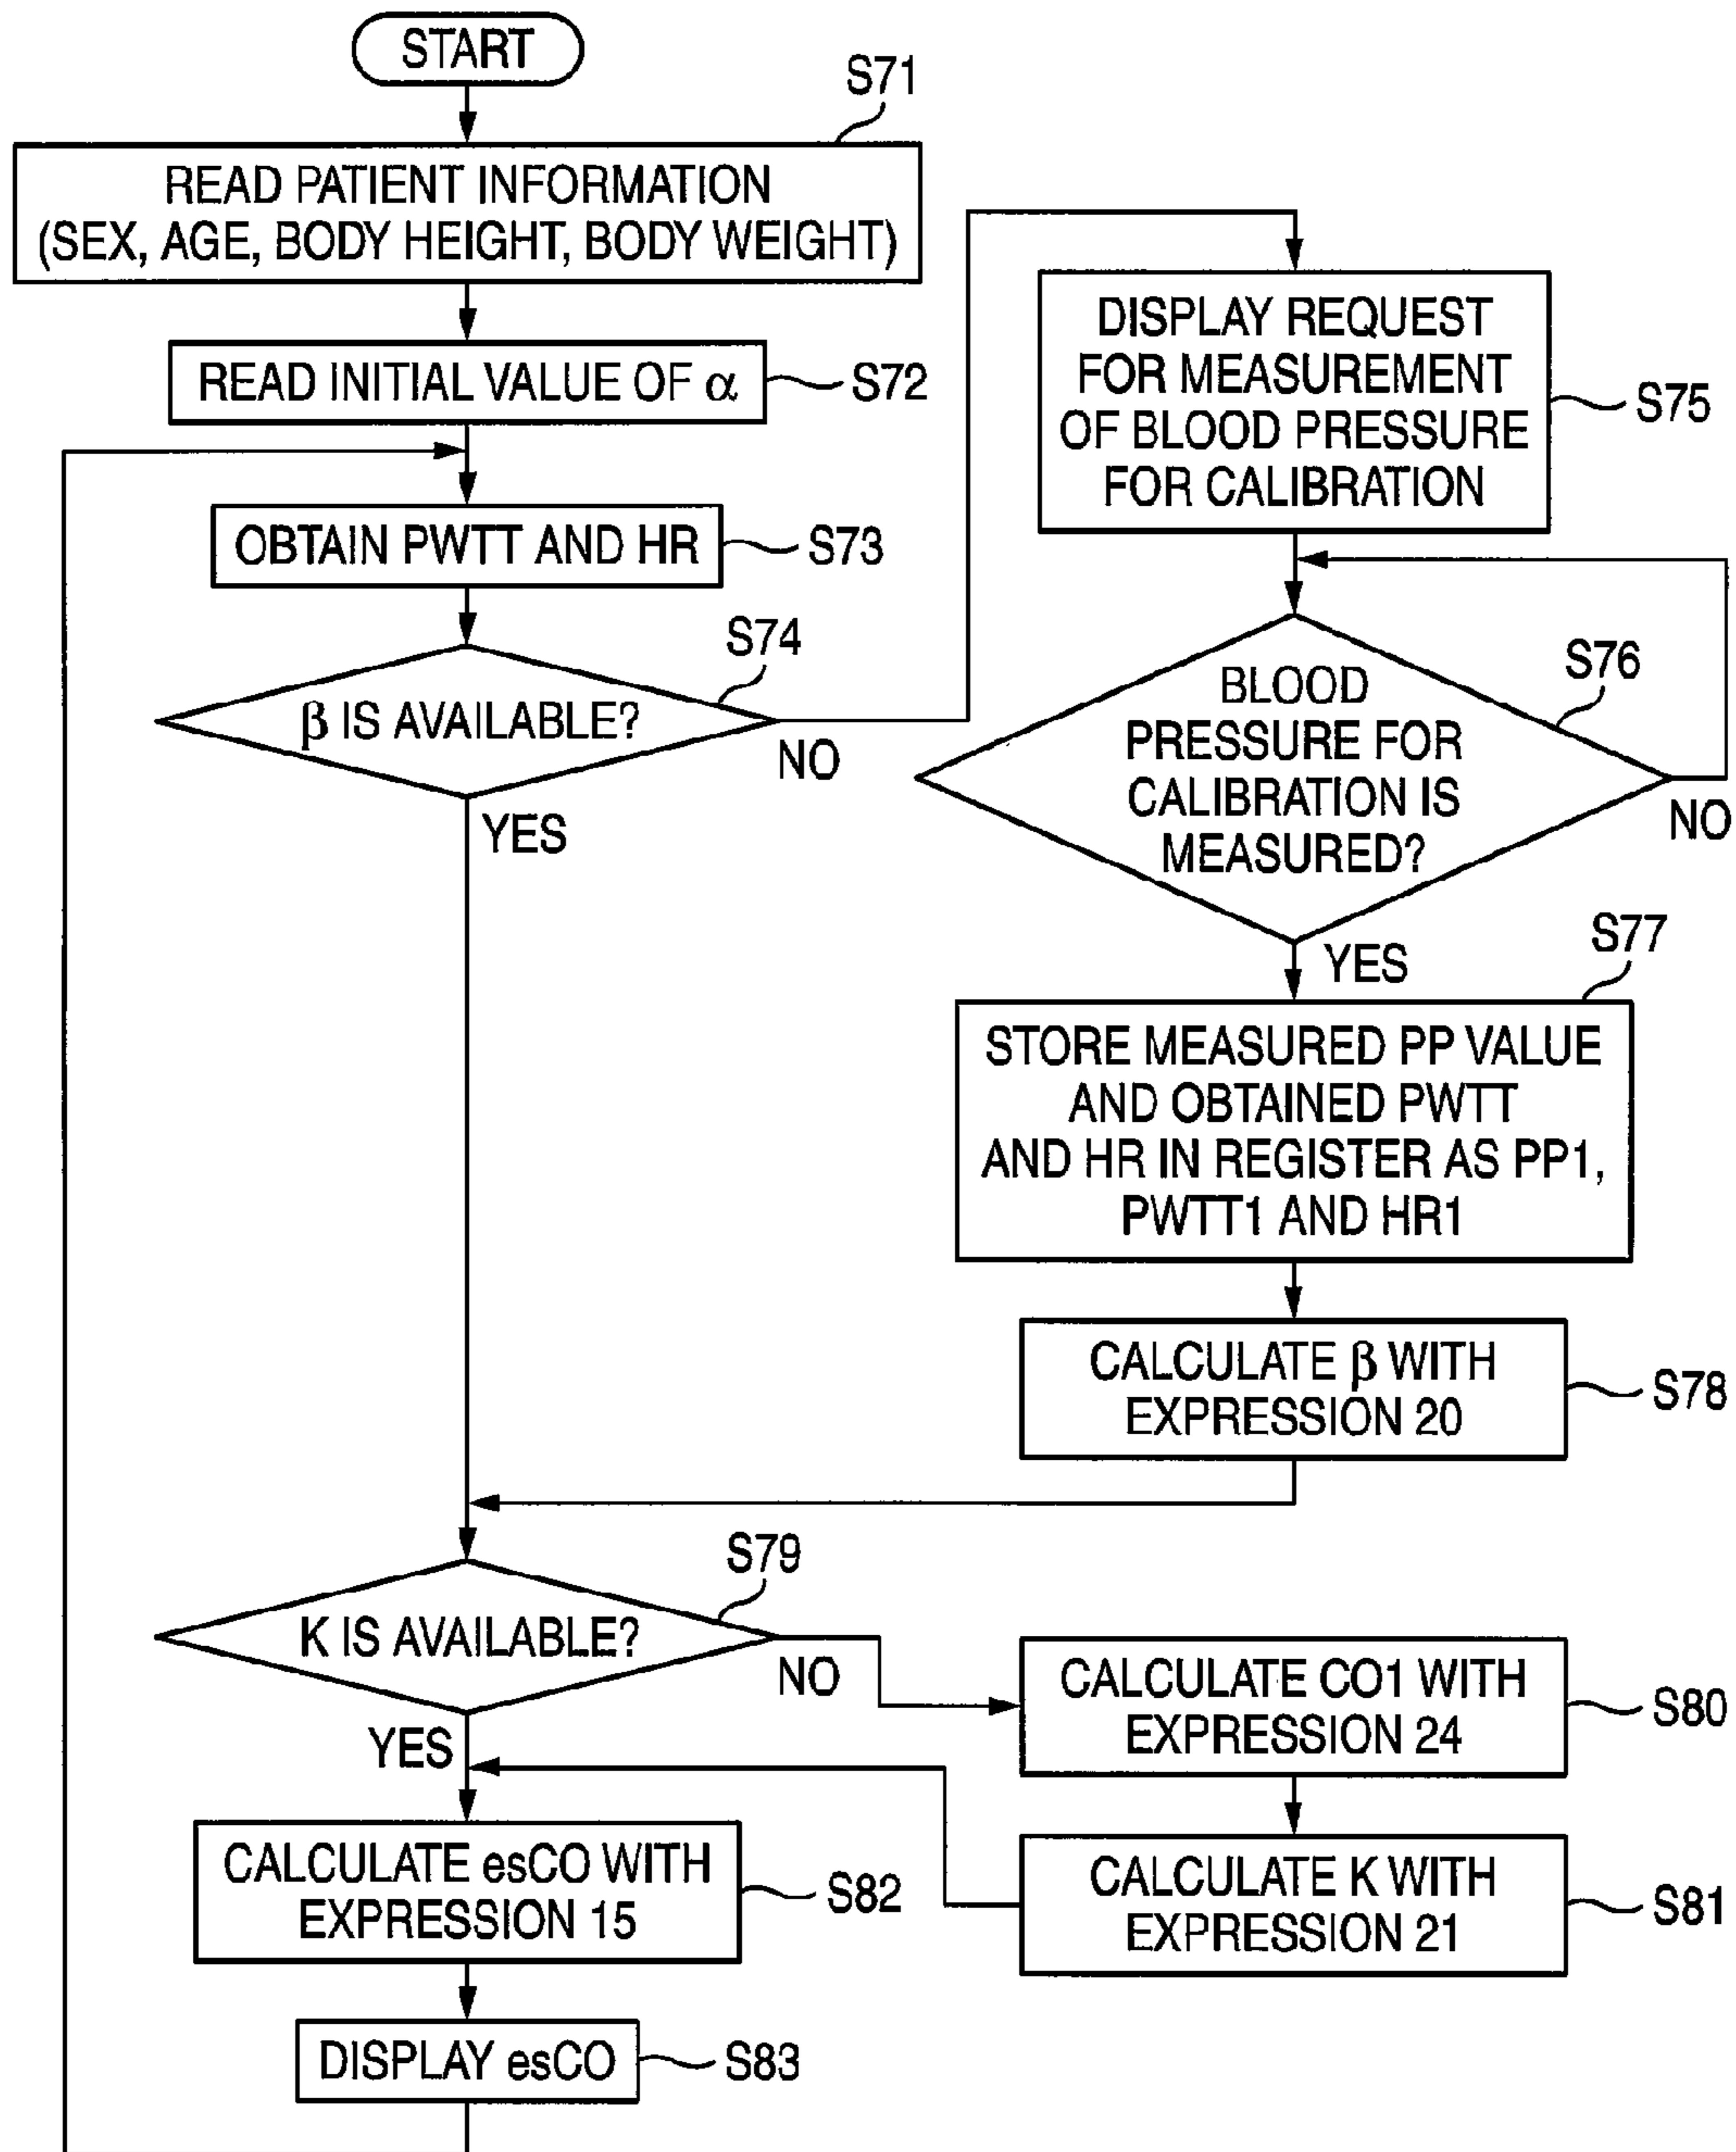 START
S71
READ PATIENT INFORMATION
(SEX, AGE, BODY HEIGHT, BODY WEIGHT)
READ INITIAL VALUE OF α
S72
OBTAIN PWTT AND HR
S73
S74
β IS AVAILABLE?
NO
YES
DISPLAY REQUEST
FOR MEASUREMENT
OF BLOOD PRESSURE
FOR CALIBRATION
S75
S76
BLOOD
PRESSURE FOR
CALIBRATION IS
MEASURED?
NO
YES
S77
STORE MEASURED PP VALUE
AND OBTAINED PWTT
AND HR IN REGISTER AS PP1,
PWTT1 AND HR1
CALCULATE β WITH
EXPRESSION 20
S78
S79
K IS AVAILABLE?
NO
YES
CALCULATE CO1 WITH
EXPRESSION 24
S80
CALCULATE K WITH
EXPRESSION 21
S81
CALCULATE esCO WITH
EXPRESSION 15
S82
DISPLAY esCO
S83